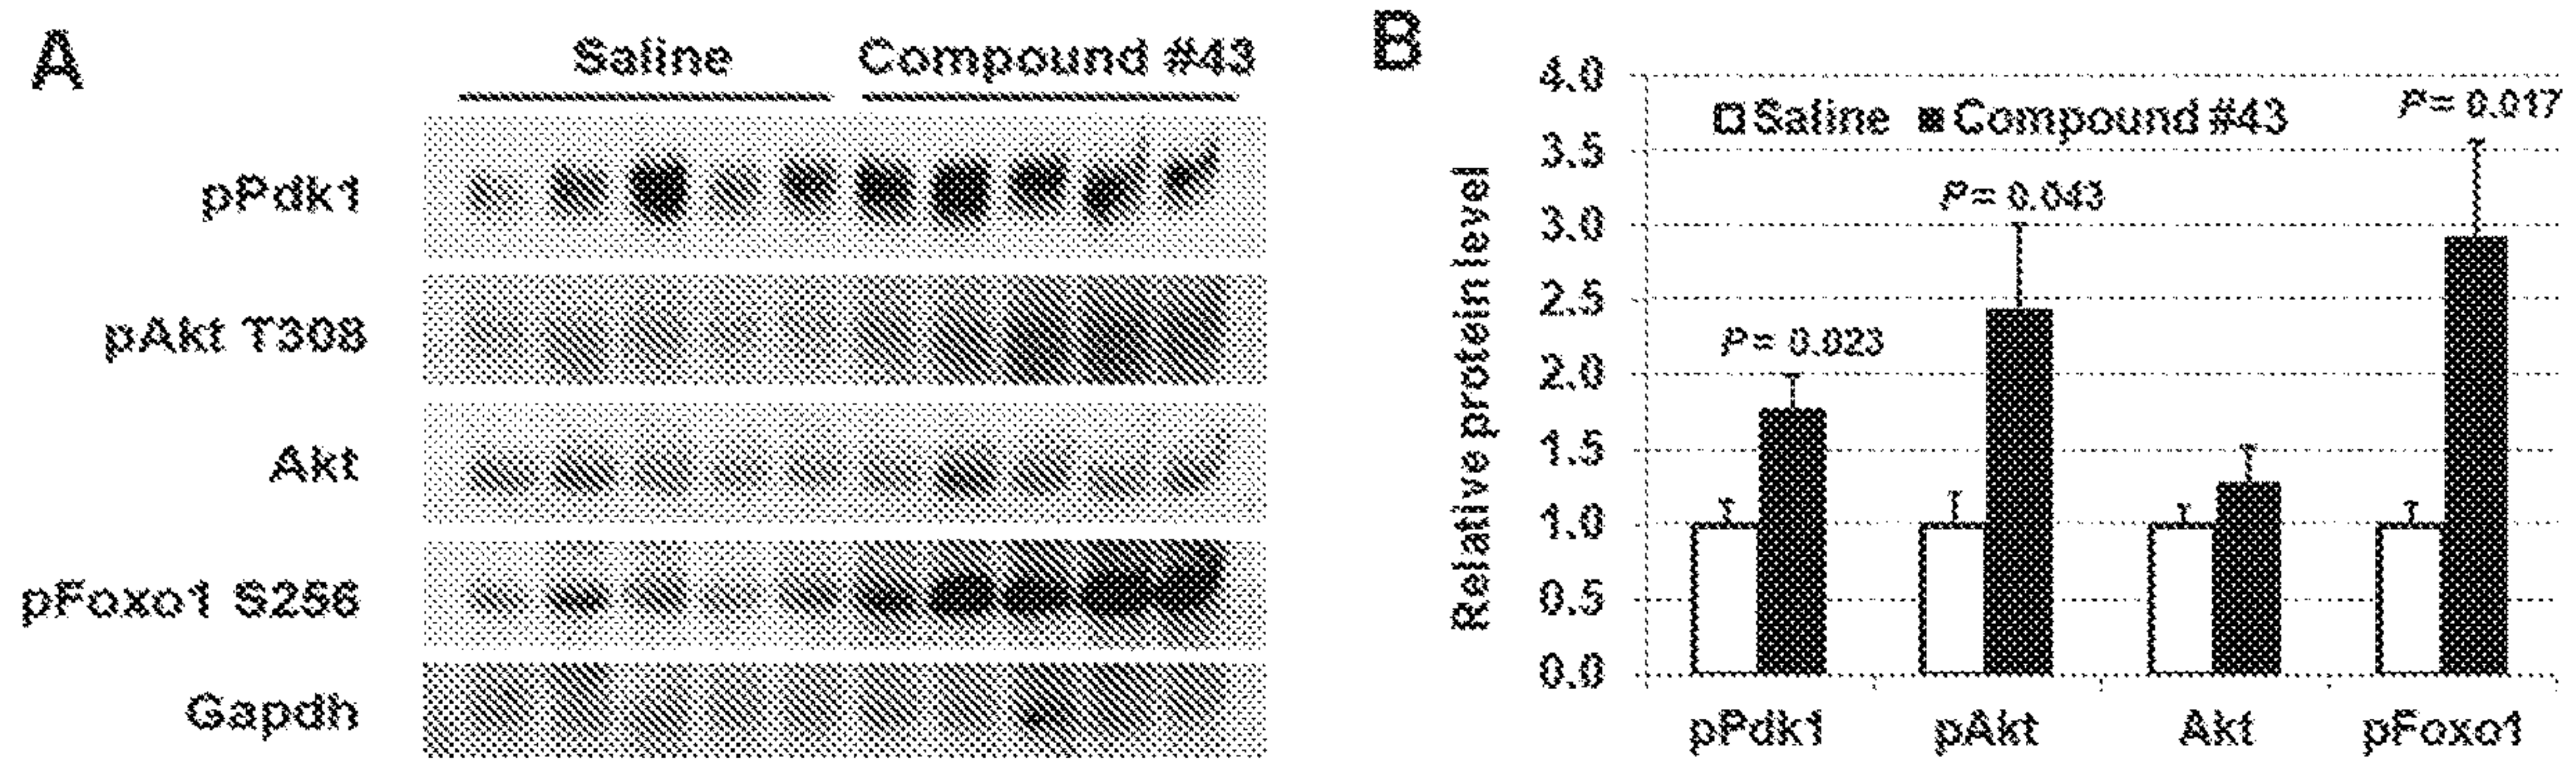 A
Saline Compound #43
pPdk1
pAkt T308
Akt
pFoxo1 S256
Gapdh
B
Relative protein level
4.0
3.5
3.0
2.5
2.0
1.5
1.0
0.5
0.0
Saline Compound #43
P= 0.023
P= 0.043
P= 0.017
pPdk1 pAkt Akt pFoxo1